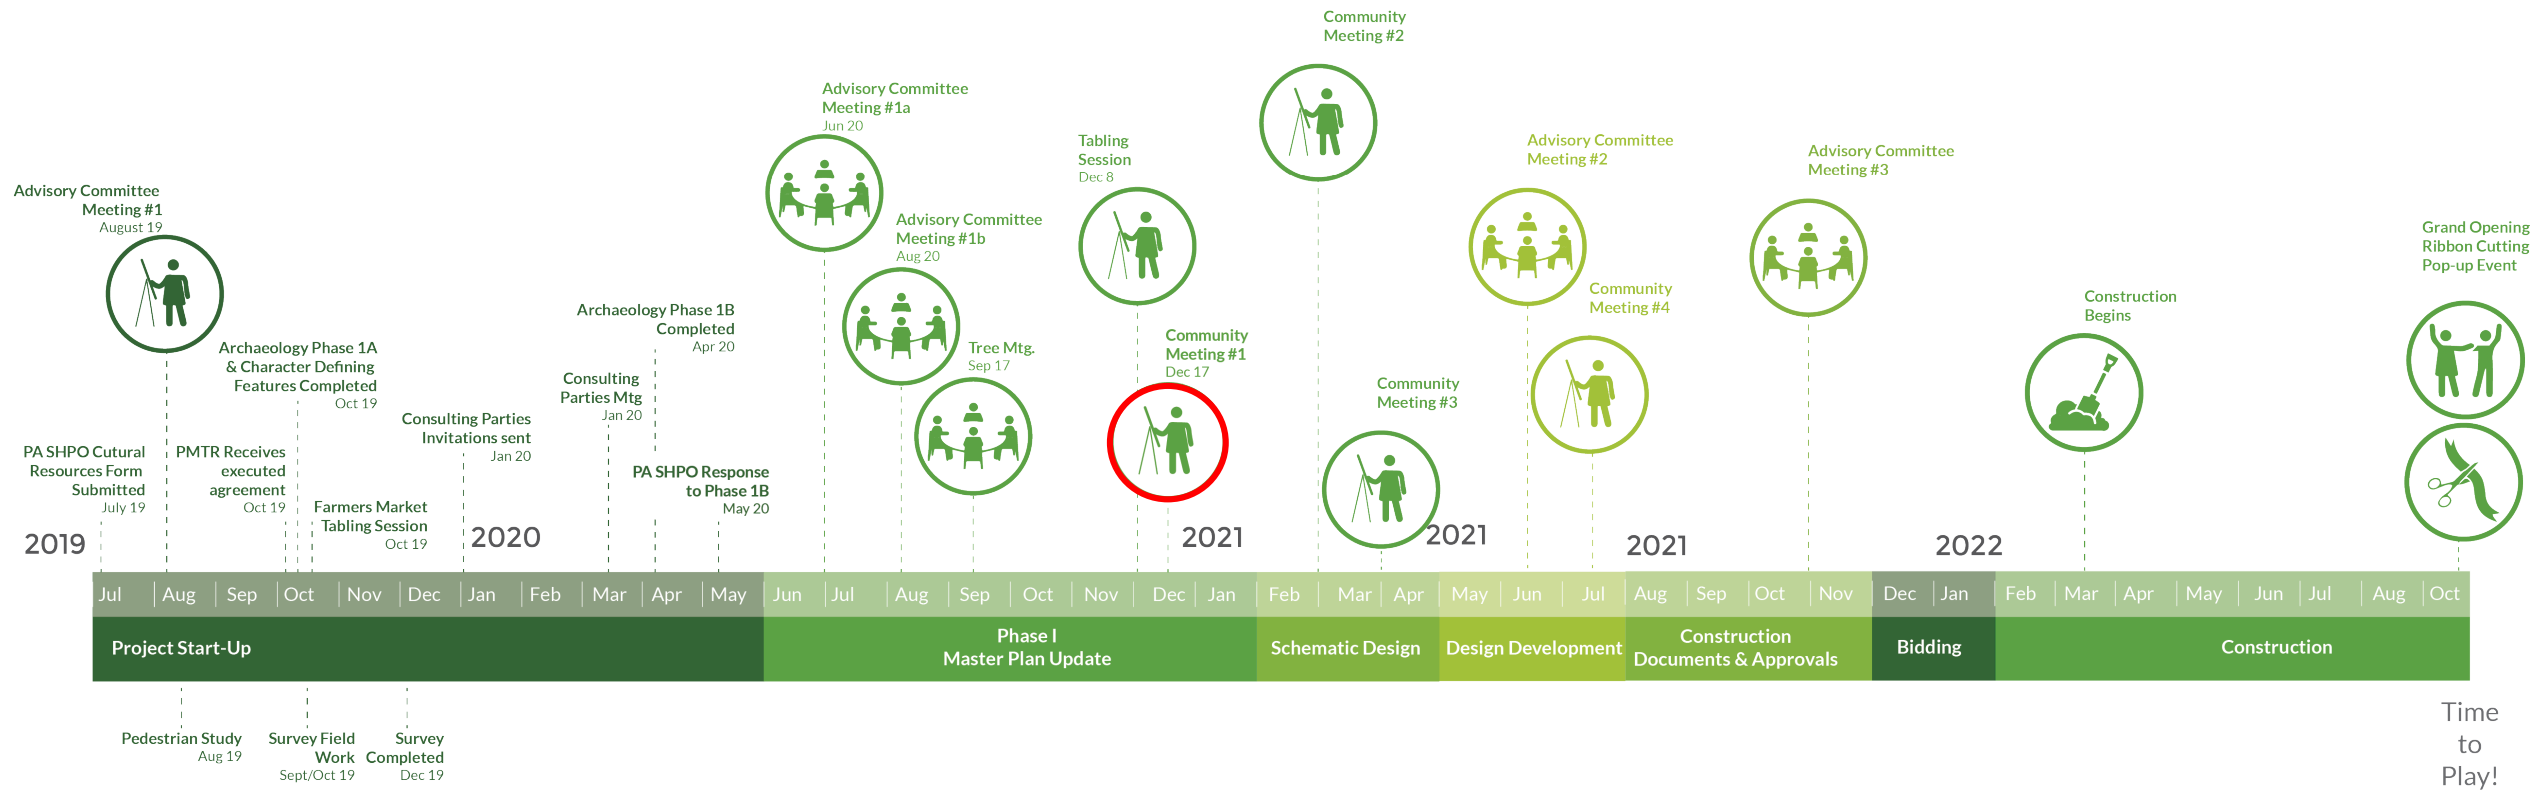 Community
Meeting #2
Advisory Committee
Meeting #1a
Jun 20
Tabling
Session
Dec 8
Advisory Committee
Meeting #2
Advisory Committee
Meeting #3
Advisory Committee
Meeting #1
August 19
Advisory Committee
Meeting #1b
Aug 20
Grand Opening
Ribbon Cutting
Pop-up Event
Community
Meeting #4
Construction
Begins
Archaeology Phase 1B
Completed
Apr 20
Community
Meeting #1
Dec 17
Archaeology Phase 1A
& Character Defining
Features Completed
Oct 19
Tree Mtg.
Sep 17
Consulting
Parties Mtg
Jan 20
Community
Meeting #3
Consulting Parties
Invitations sent
Jan 20
PA SHPO Cutural
Resources Form
Submitted
July 19
PMTR Receives
executed
agreement
Oct 19
PA SHPO Response
to Phase 1B
May 20
Farmers Market
Tabling Session
Oct 19
2019
2020
2021
2021
2021
2022
Jul Aug Sep Oct Nov Dec Jan Feb Mar Apr May Jun Jul Aug Sep Oct Nov Dec Jan Feb Mar Apr May Jun Jul Aug Sep Oct Nov Dec Jan Feb Mar Apr May Jun Jul Aug Oct
Project Start-Up
Phase I
Master Plan Update
Schematic Design
Design Development
Construction
Documents & Approvals
Bidding
Construction
Pedestrian Study
Aug 19
Survey Field
Work
Sept/Oct 19
Survey
Completed
Dec 19
Time
to
Play!